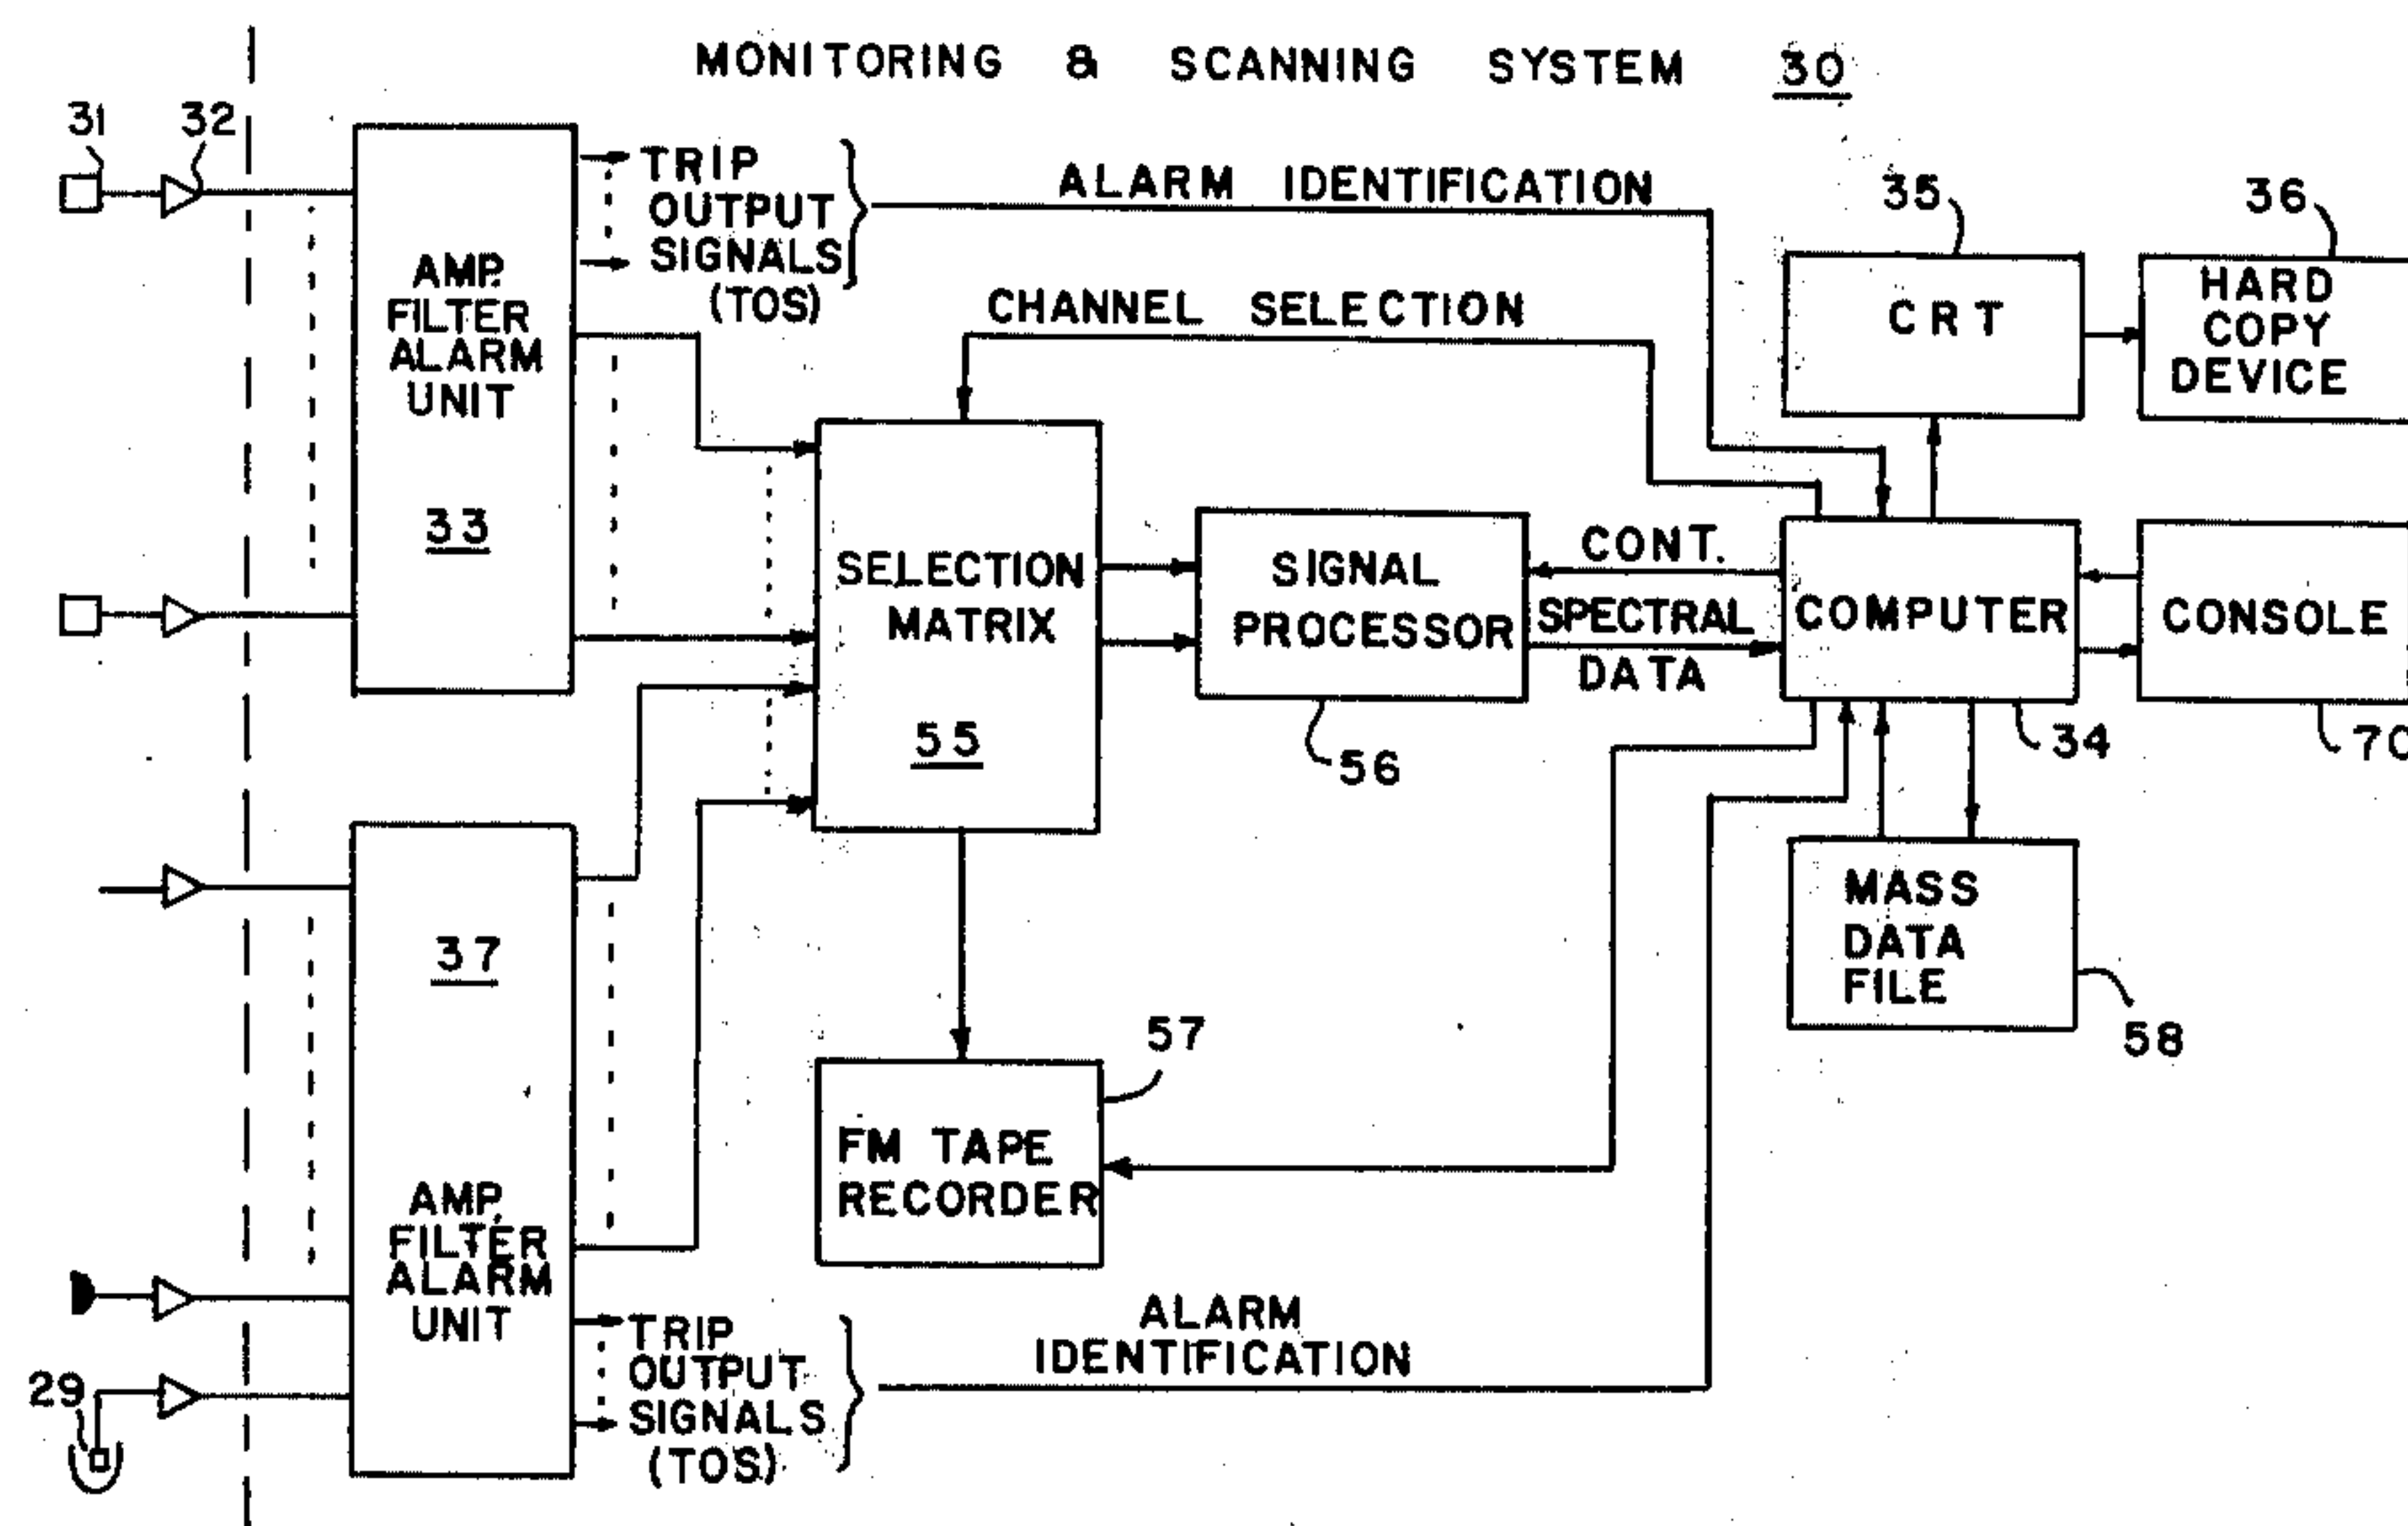 MONITORING & SCANNING SYSTEM 30
31
32
AMP.
FILTER
ALARM
UNIT
33
TRIP
OUTPUT
SIGNALS
(TOS)
ALARM IDENTIFICATION
CHANNEL SELECTION
35
CRT
36
HARD
COPY
DEVICE
SELECTION
MATRIX
55
SIGNAL
PROCESSOR
56
CONT.
SPECTRAL
DATA
COMPUTER
34
CONSOLE
70
MASS
DATA
FILE
58
37
AMP.
FILTER
ALARM
UNIT
57
FM TAPE
RECORDER
29
TRIP
OUTPUT
SIGNALS
(TOS)
ALARM
IDENTIFICATION